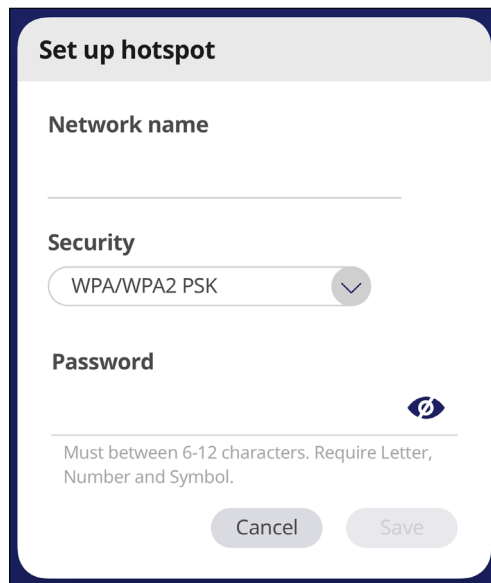 Set up hotspot
Network name
Security
WPA/WPA2 PSK
Password
Must between 6-12 characters. Require Letter,
Number and Symbol.
Cancel
Save